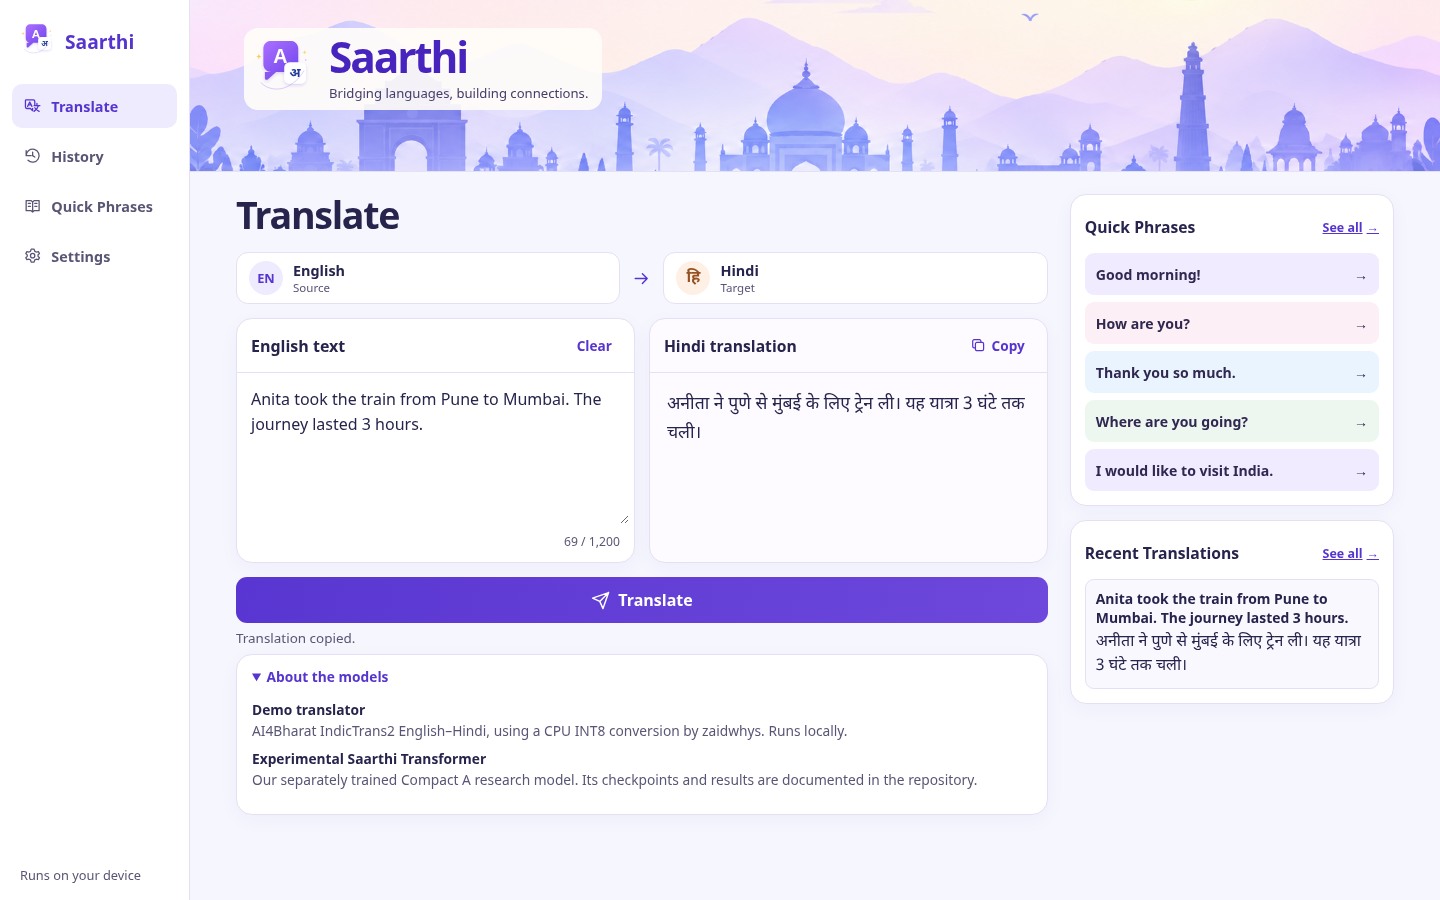 Saarthi
Translate
History
Quick Phrases
Settings
Runs on your device
A
अ
Saarthi
Bridging languages, building connections.
Translate
EN
English
Source
→
हि
Hindi
Target
English text
Clear
Anita took the train from Pune to Mumbai. The
journey lasted 3 hours.
69 / 1,200
Hindi translation
Copy
अनीता ने पुणे से मुंबई के लिए ट्रेन ली। यह यात्रा 3 घंटे तक
चली।
Translate
Translation copied.
▼ About the models
Demo translator
AI4Bharat IndicTrans2 English–Hindi, using a CPU INT8 conversion by zaidwhys. Runs locally.
Experimental Saarthi Transformer
Our separately trained Compact A research model. Its checkpoints and results are documented in the repository.
Quick Phrases
See all →
Good morning! →
How are you? →
Thank you so much. →
Where are you going? →
I would like to visit India. →
Recent Translations
See all →
Anita took the train from Pune to
Mumbai. The journey lasted 3 hours.
अनीता ने पुणे से मुंबई के लिए ट्रेन ली। यह यात्रा
3 घंटे तक चली।